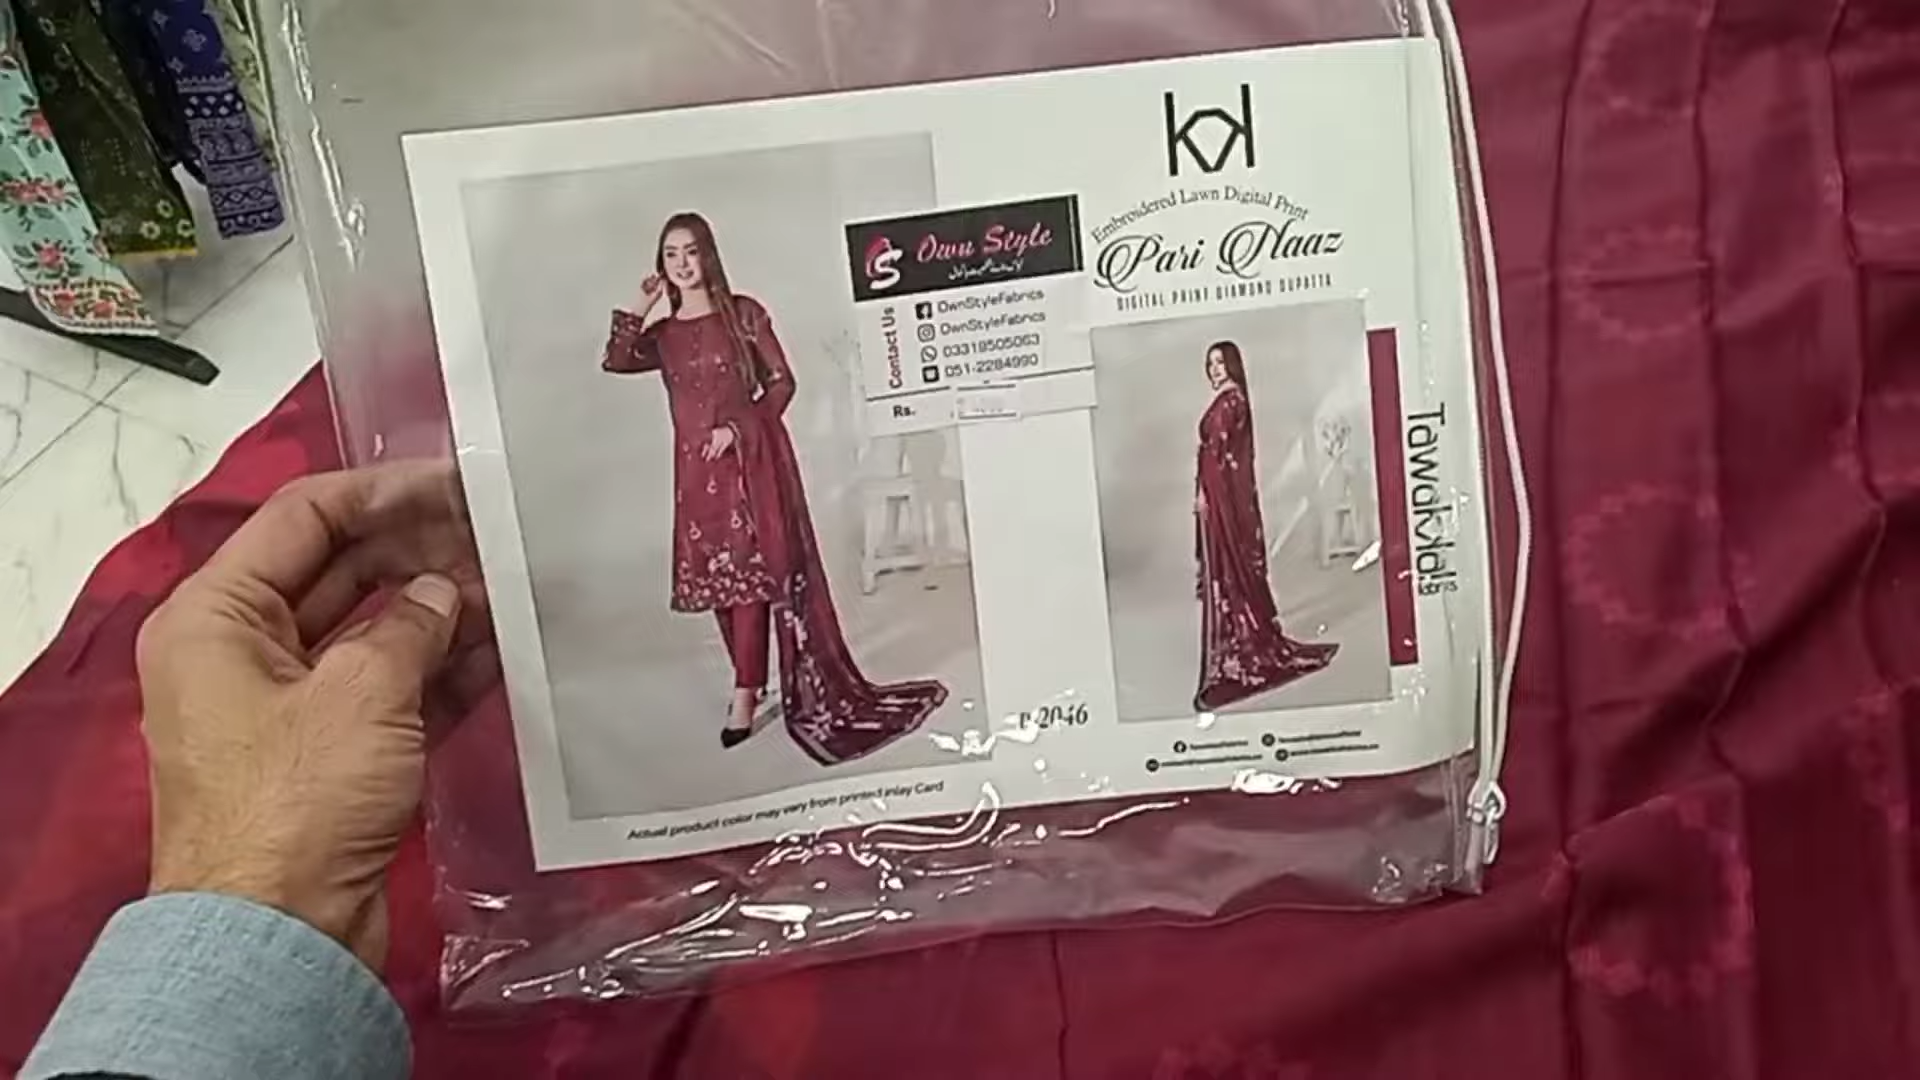 Embroidered Lawn Digital Print
Pari Naaz
DIGITAL PRINT DIAMOND DUPATTA
Own Style
Contact Us
OwnStyleFabrics
OwnStyleFabrics
03319505063
051-2284990
Rs.
Tawakkal
2046
Actual product color may vary from printed inlay Card